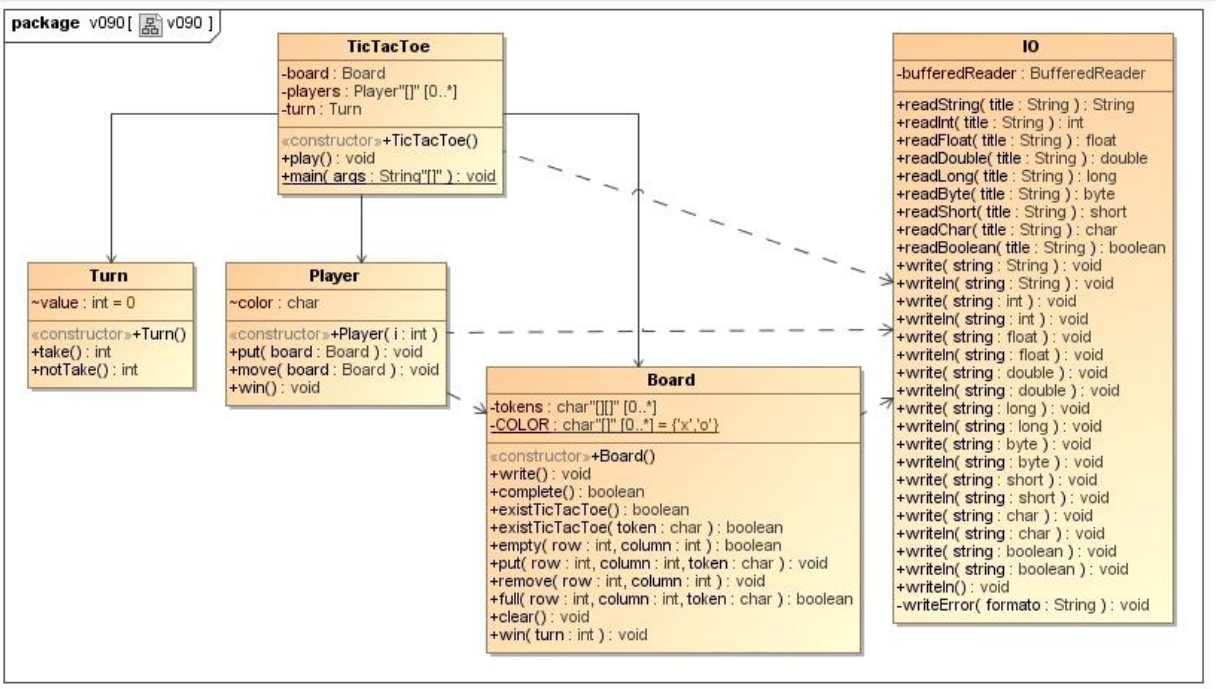 package v090[ v090 ]
TicTacToe
-board : Board
-players : Player"[]" [0..*]
-turn : Turn
«constructor»+TicTacToe()
+play() : void
+main( args : String"[]" ) : void
Turn
~value : int = 0
«constructor»+Turn()
+take() : int
+notTake() : int
Player
~color : char
«constructor»+Player( i : int )
+put( board : Board ) : void
+move( board : Board ) : void
+win() : void
Board
-tokens : char"[][]" [0..*]
-COLOR : char"[]" [0..*] = {'x','o'}
«constructor»+Board()
+write() : void
+complete() : boolean
+existTicTacToe() : boolean
+existTicTacToe( token : char ) : boolean
+empty( row : int, column : int ) : boolean
+put( row : int, column : int, token : char ) : void
+remove( row : int, column : int ) : void
+full( row : int, column : int, token : char ) : boolean
+clear() : void
+win( turn : int ) : void
IO
-bufferedReader : BufferedReader
+readString( title : String ) : String
+readInt( title : String ) : int
+readFloat( title : String ) : float
+readDouble( title : String ) : double
+readLong( title : String ) : long
+readByte( title : String ) : byte
+readShort( title : String ) : short
+readChar( title : String ) : char
+readBoolean( title : String ) : boolean
+write( string : String ) : void
+writeln( string : String ) : void
+write( string : int ) : void
+writeln( string : int ) : void
+write( string : float ) : void
+writeln( string : float ) : void
+write( string : double ) : void
+writeln( string : double ) : void
+write( string : long ) : void
+writeln( string : long ) : void
+write( string : byte ) : void
+writeln( string : byte ) : void
+write( string : short ) : void
+writeln( string : short ) : void
+write( string : char ) : void
+writeln( string : char ) : void
+write( string : boolean ) : void
+writeln( string : boolean ) : void
+writeln() : void
-writeError( formato : String ) : void